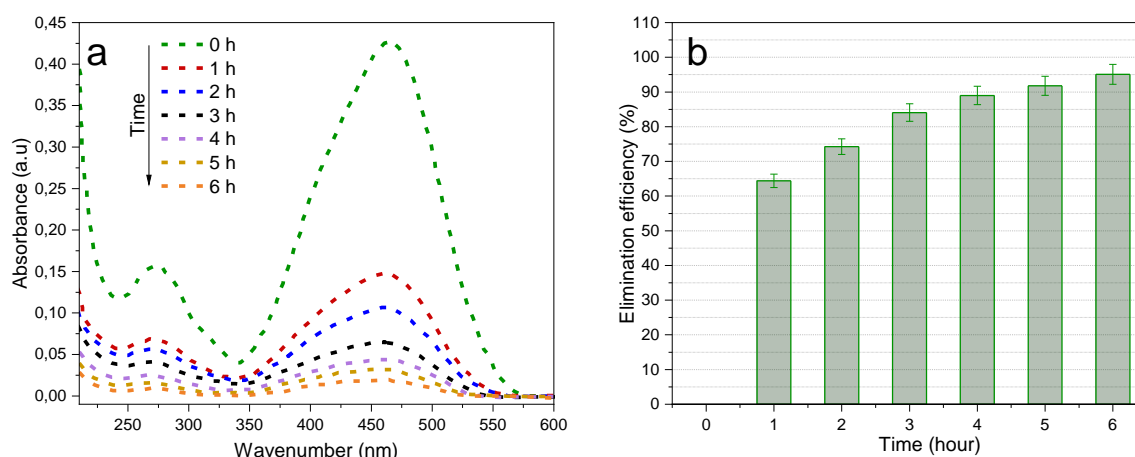 a
0,45
0,40
0,35
0,30
0,25
0,20
0,15
0,10
0,05
0,00
Absorbance (a.u)
Time
0 h
1 h
2 h
3 h
4 h
5 h
6 h
250 300 350 400 450 500 550 600
Wavenumber (nm)
b
110
100
90
80
70
60
50
40
30
20
10
0
Elimination efficiency (%)
0 1 2 3 4 5 6
Time (hour)